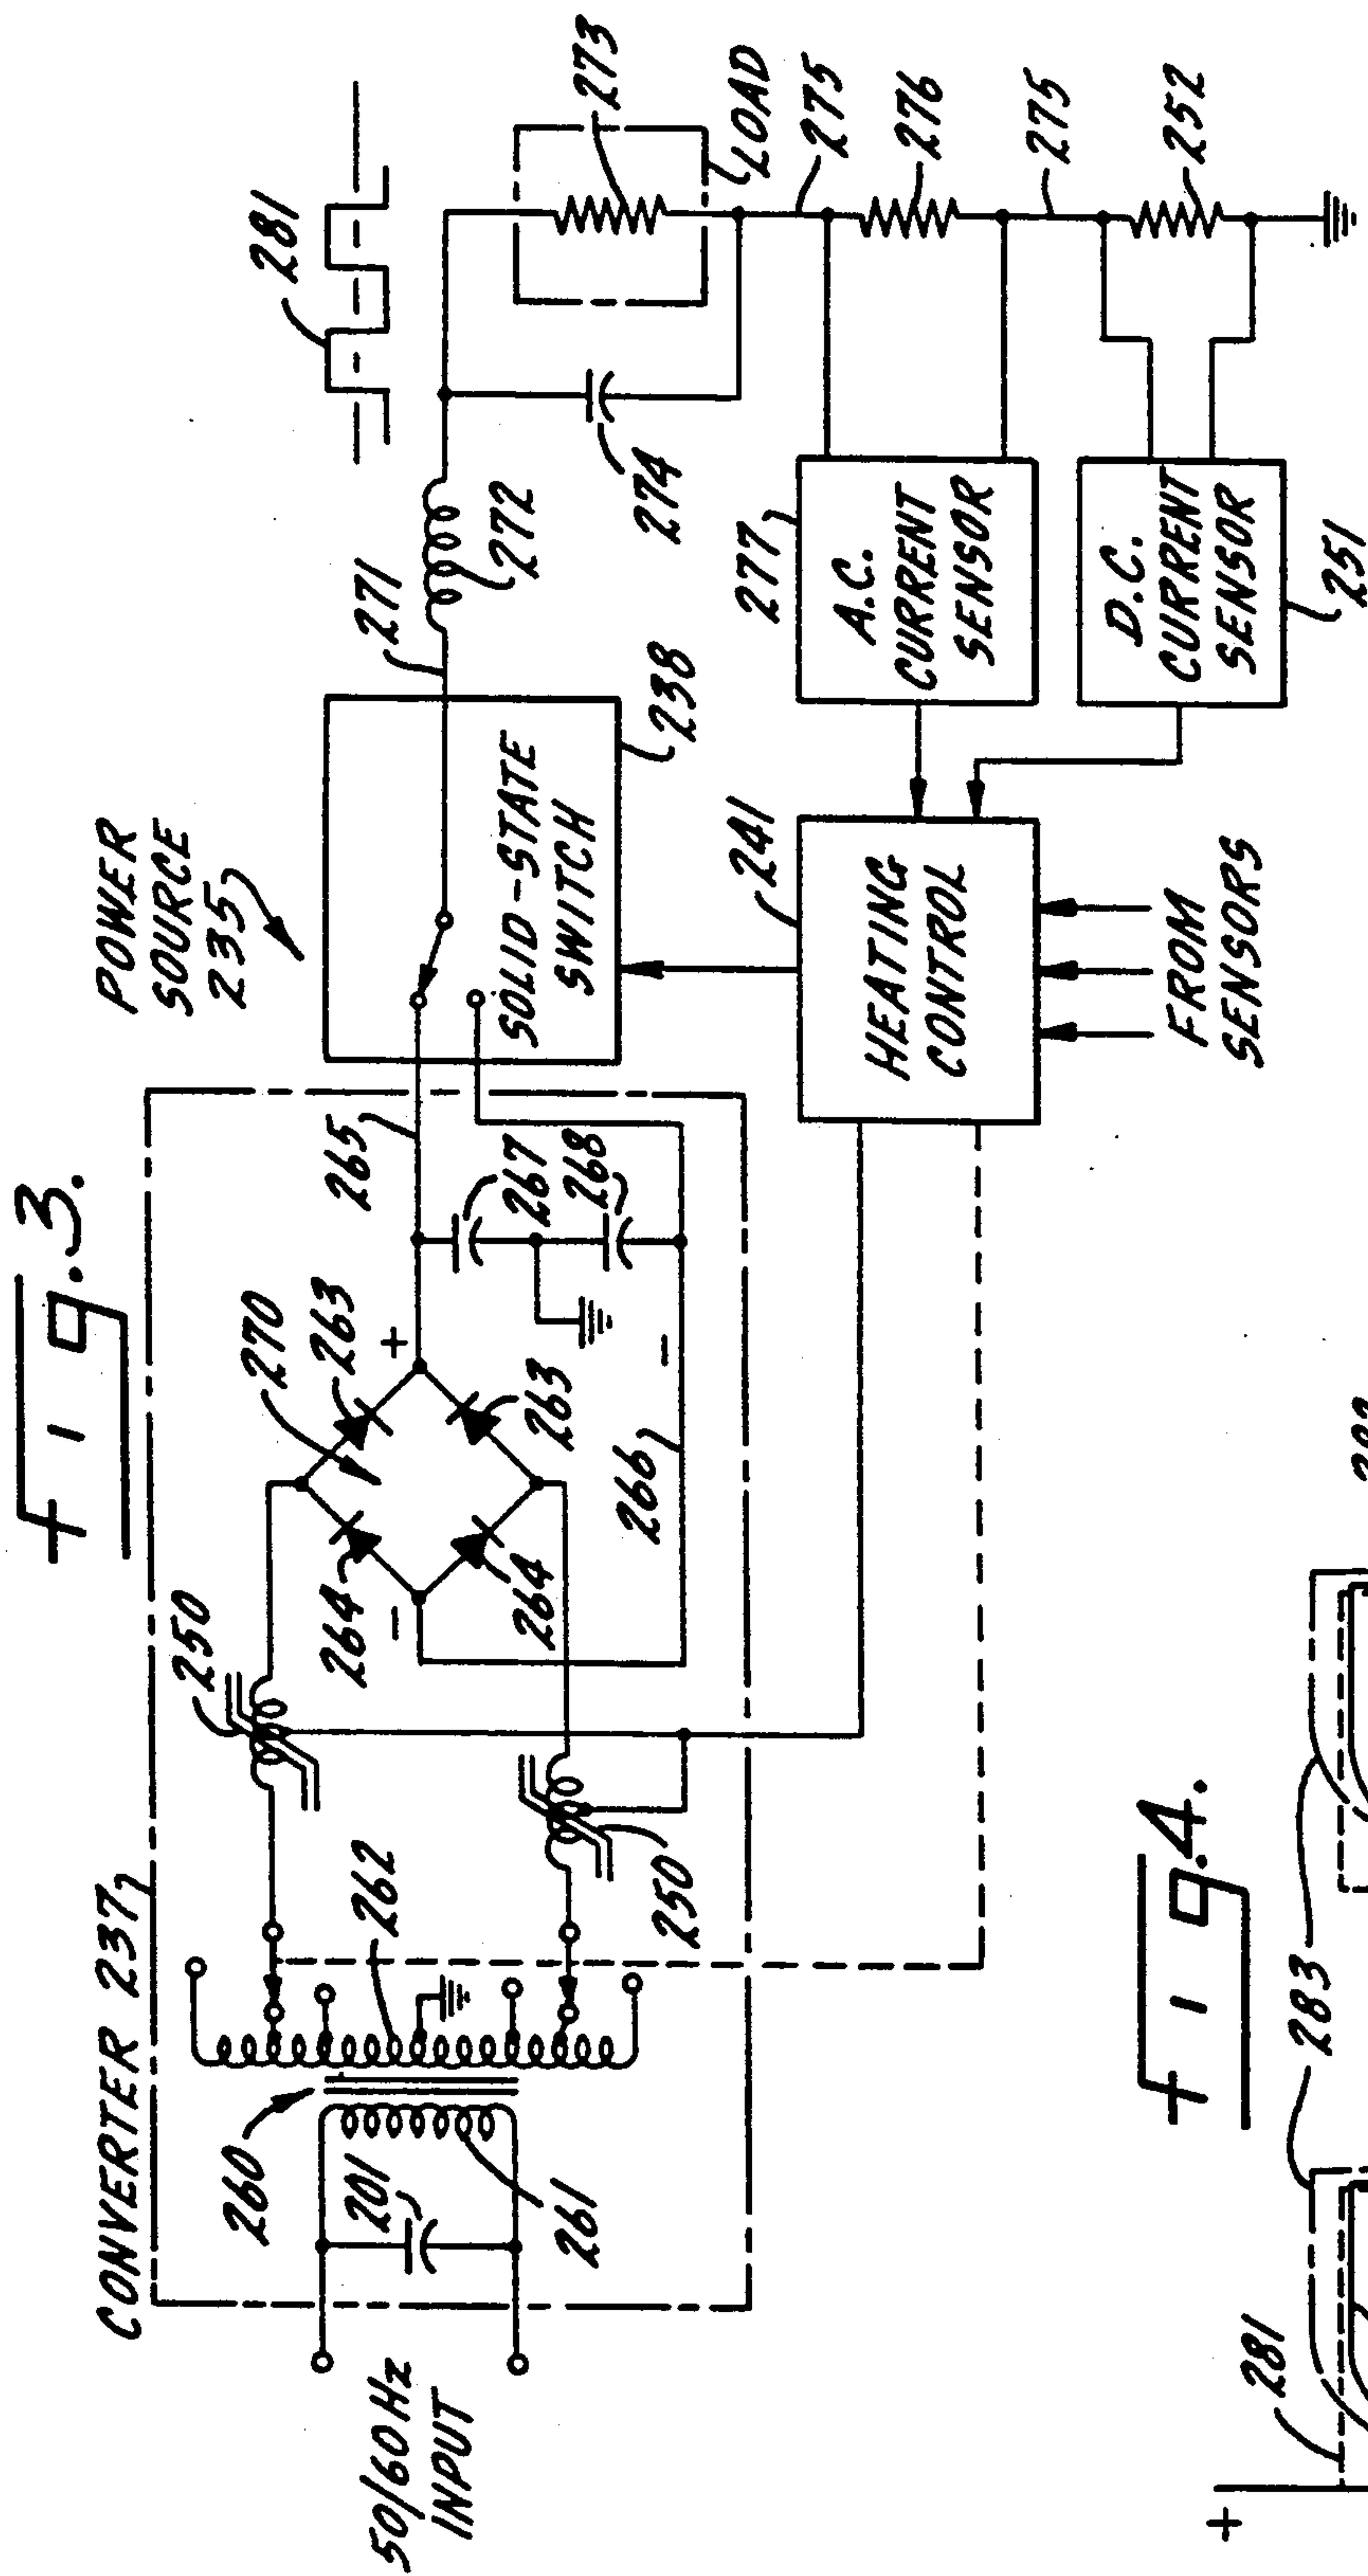 Fig. 3.
CONVERTER 237
POWER
SOURCE
235
281
250
270
263
265
271
260
262
+
272
273
201
264
-
263
267
268
SOLID-STATE
SWITCH
238
274
LOAD
50/60 Hz
INPUT
261
250
264
266
-
241
277
275
HEATING
CONTROL
A.C.
CURRENT
SENSOR
276
275
FROM
SENSORS
D.C.
CURRENT
SENSOR
252
251
Fig. 4.
+
281
283